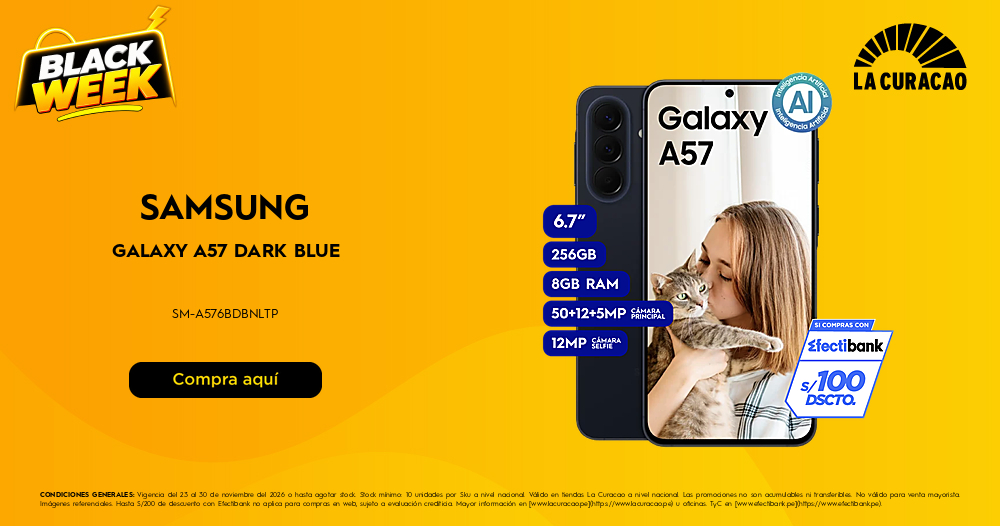 BLACK
WEEK
LA CURACAO
Inteligencia Artificial
AI
Inteligencia Artificial
Galaxy
A57
SAMSUNG
GALAXY A57 DARK BLUE
SM-A576BDBNLTP
Compra aquí
6.7"
256GB
8GB RAM
50+12+5MP CÁMARA PRINCIPAL
12MP CÁMARA SELFIE
SI COMPRAS CON
Efectibank
S/100
DSCTO.
CONDICIONES GENERALES: Vigencia del 23 al 30 de noviembre del 2026 o hasta agotar stock. Stock mínimo: 10 unidades por Sku a nivel nacional. Válido en tiendas La Curacao a nivel nacional. Las promociones no son acumulables ni transferibles. No válido para venta mayorista.
Imágenes referenciales. Hasta S/200 de descuento con Efectibank no aplica para compras en web, sujeto a evaluación crediticia. Mayor información en [www.lacuracao.pe](https://www.lacuracao.pe) u oficinas. TyC en [www.efectibank.pe](https://www.efectibank.pe).